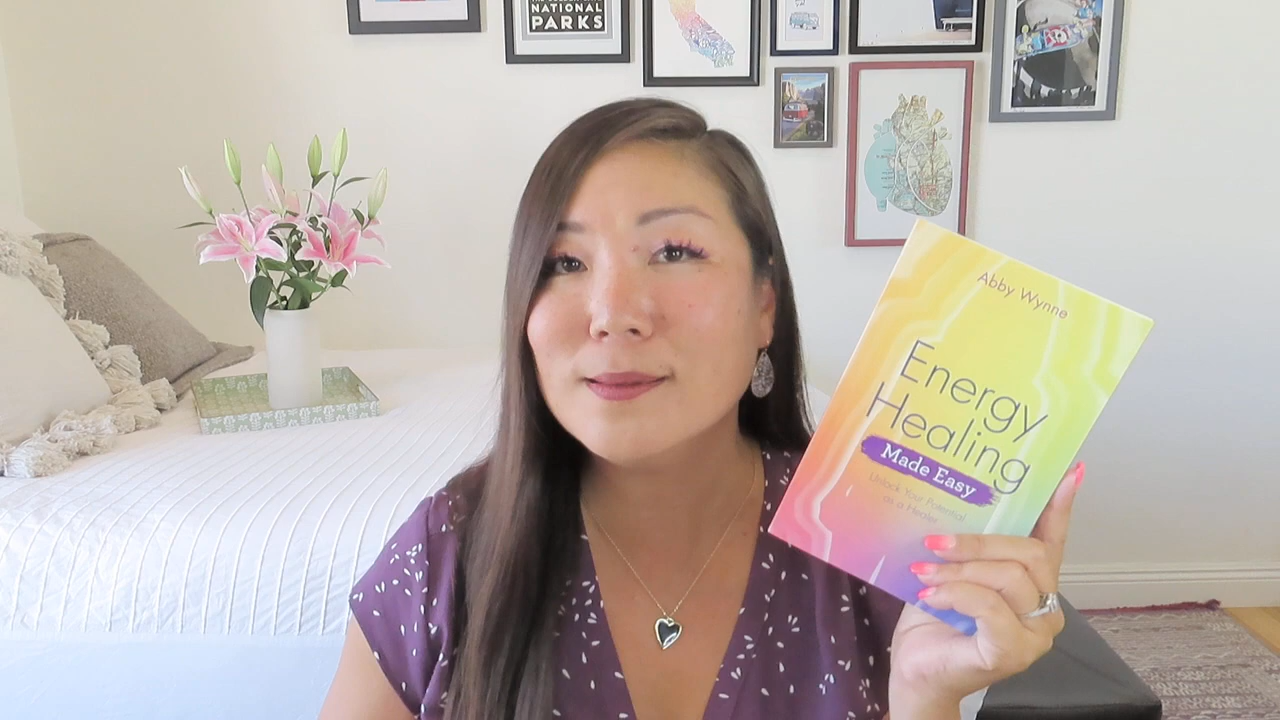 NATIONAL
PARKS
Abby Wynne
Energy
Healing
Made Easy
Unlock Your Potential
as a Healer